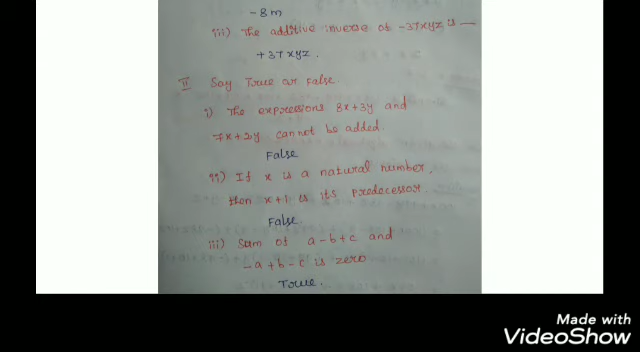 -8m
iii) The additive inverse of -37xyz is —
+37xyz.
II Say True or False.
i) The expressions 8x+3y and
7x+2y cannot be added.
False
ii) If x is a natural number,
then x+1 is its predecessor.
False.
iii) Sum of a-b+c and
-a+b-c is zero
True.
Made with
VideoShow